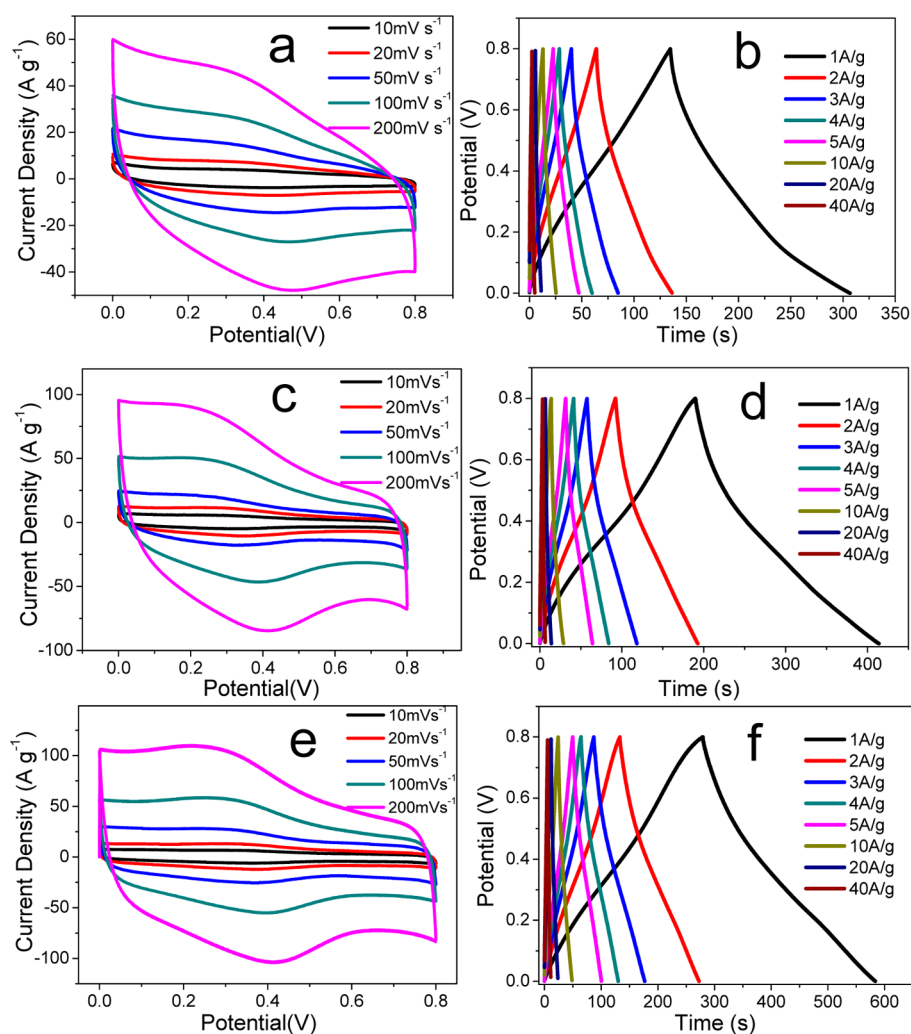 a
10mV s⁻¹
20mV s⁻¹
50mV s⁻¹
100mV s⁻¹
200mV s⁻¹
Current Density (A g⁻¹)
60
40
20
0
-20
-40
0.0 0.2 0.4 0.6 0.8
Potential(V)
b
1A/g
2A/g
3A/g
4A/g
5A/g
10A/g
20A/g
40A/g
Potential (V)
0.8
0.6
0.4
0.2
0.0
0 50 100 150 200 250 300 350
Time (s)
c
10mVs⁻¹
20mVs⁻¹
50mVs⁻¹
100mVs⁻¹
200mVs⁻¹
Current Density (A g⁻¹)
100
50
0
-50
-100
0.0 0.2 0.4 0.6 0.8
Potential(V)
d
1A/g
2A/g
3A/g
4A/g
5A/g
10A/g
20A/g
40A/g
Potential (V)
0.8
0.6
0.4
0.2
0.0
0 100 200 300 400
Time (s)
e
10mVs⁻¹
20mVs⁻¹
50mVs⁻¹
100mVs⁻¹
200mVs⁻¹
Current Density (A g⁻¹)
100
50
0
-50
-100
0.0 0.2 0.4 0.6 0.8
Potential(V)
f
1A/g
2A/g
3A/g
4A/g
5A/g
10A/g
20A/g
40A/g
Potential (V)
0.8
0.6
0.4
0.2
0.0
0 100 200 300 400 500 600
Time (s)